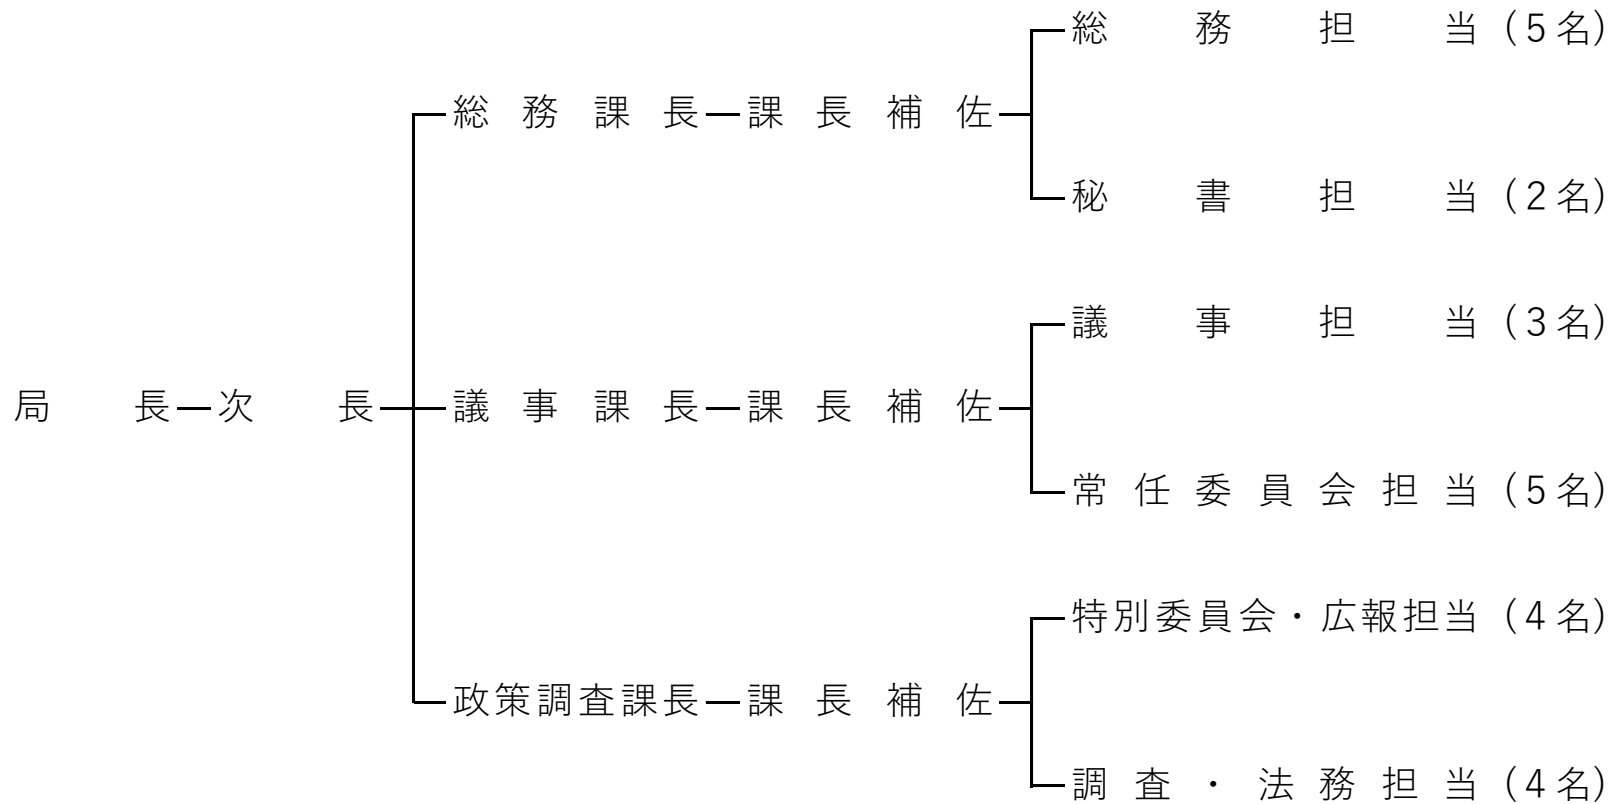 総務担当(5名)
総務課長 課長補佐
秘書担当(2名)
議事担当(3名)
局長 次長 議事課長 課長補佐
常任委員会担当(5名)
特別委員会・広報担当(4名)
政策調査課長 課長補佐
調査・法務担当(4名)